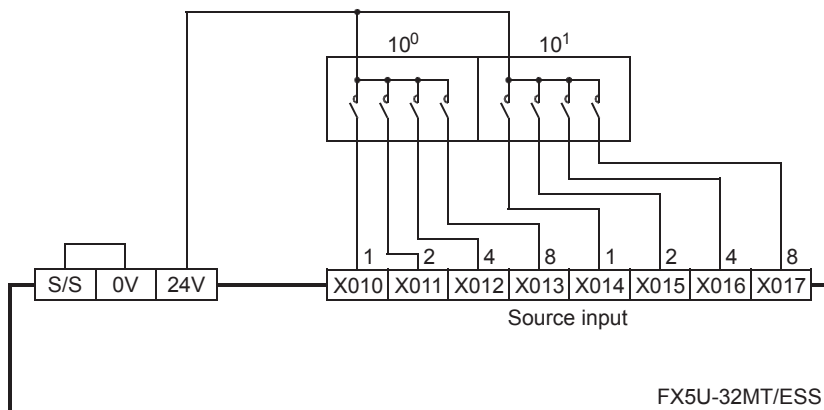 10⁰ 10¹
1 2 4 8 1 2 4 8
S/S 0V 24V X010 X011 X012 X013 X014 X015 X016 X017
Source input
FX5U-32MT/ESS